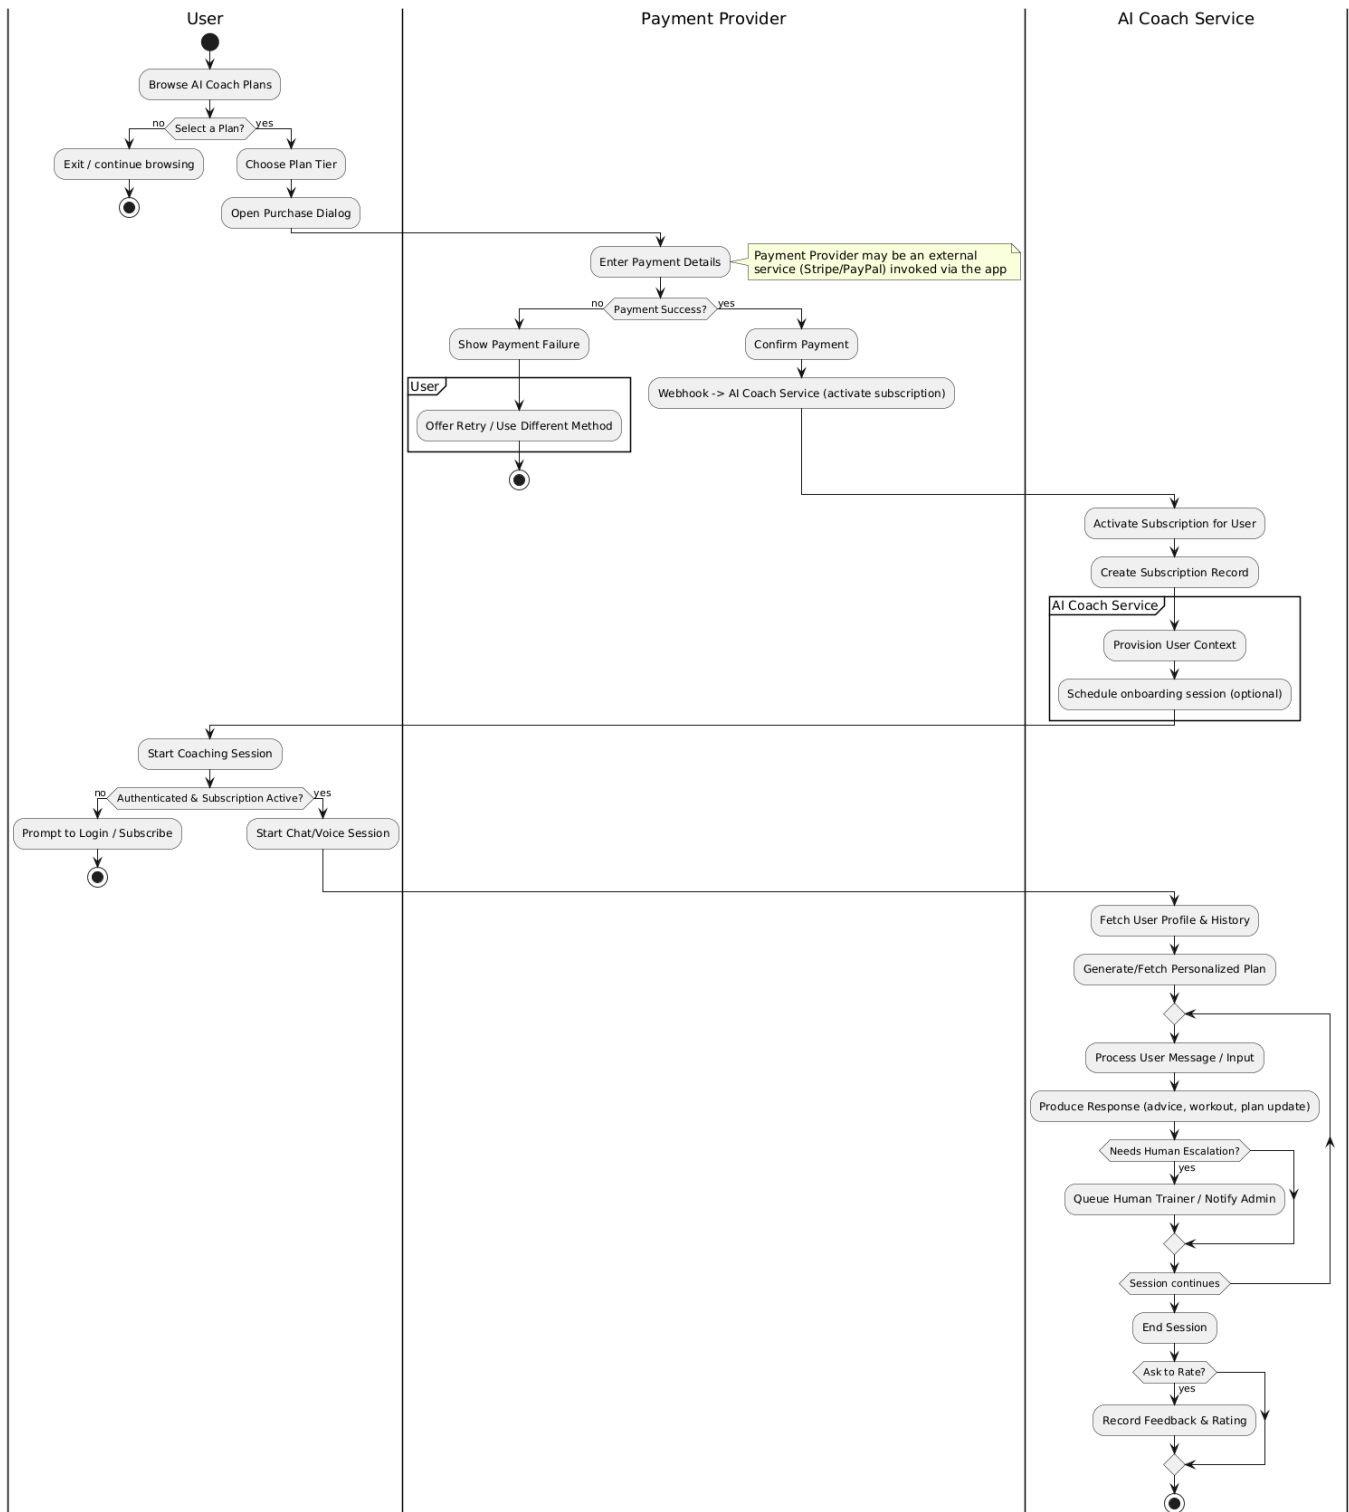 User
Payment Provider
AI Coach Service
Browse AI Coach Plans
Select a Plan?
no
yes
Exit / continue browsing
Choose Plan Tier
Open Purchase Dialog
Enter Payment Details
Payment Provider may be an external
service (Stripe/PayPal) invoked via the app
Payment Success?
no
yes
Show Payment Failure
Confirm Payment
User
Offer Retry / Use Different Method
Webhook -> AI Coach Service (activate subscription)
Activate Subscription for User
Create Subscription Record
AI Coach Service
Provision User Context
Schedule onboarding session (optional)
Start Coaching Session
Authenticated & Subscription Active?
no
yes
Prompt to Login / Subscribe
Start Chat/Voice Session
Fetch User Profile & History
Generate/Fetch Personalized Plan
Process User Message / Input
Produce Response (advice, workout, plan update)
Needs Human Escalation?
yes
Queue Human Trainer / Notify Admin
Session continues
End Session
Ask to Rate?
yes
Record Feedback & Rating